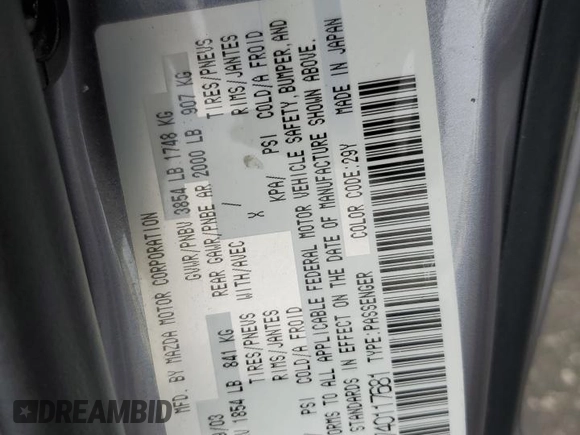 MFD. BY MAZDA MOTOR CORPORATION
9/03 GVWR/PNBV 3854 LB 1748 KG
1854 LB 841 KG REAR GAWR/PNBE AR 2000 LB 907 KG
TIRES/PNEUS WITH/AVEC / TIRES/PNEUS
RIMS/JANTES X RIMS/JANTES
COLD/A FROID KPA/ PSI COLD/A FROID
TO ALL APPLICABLE FEDERAL MOTOR VEHICLE SAFETY, BUMPER, AND
STANDARDS IN EFFECT ON THE DATE OF MANUFACTURE SHOWN ABOVE.
COLOR CODE:29Y MADE IN JAPAN
TYPE:PASSENGER
DREAMBID